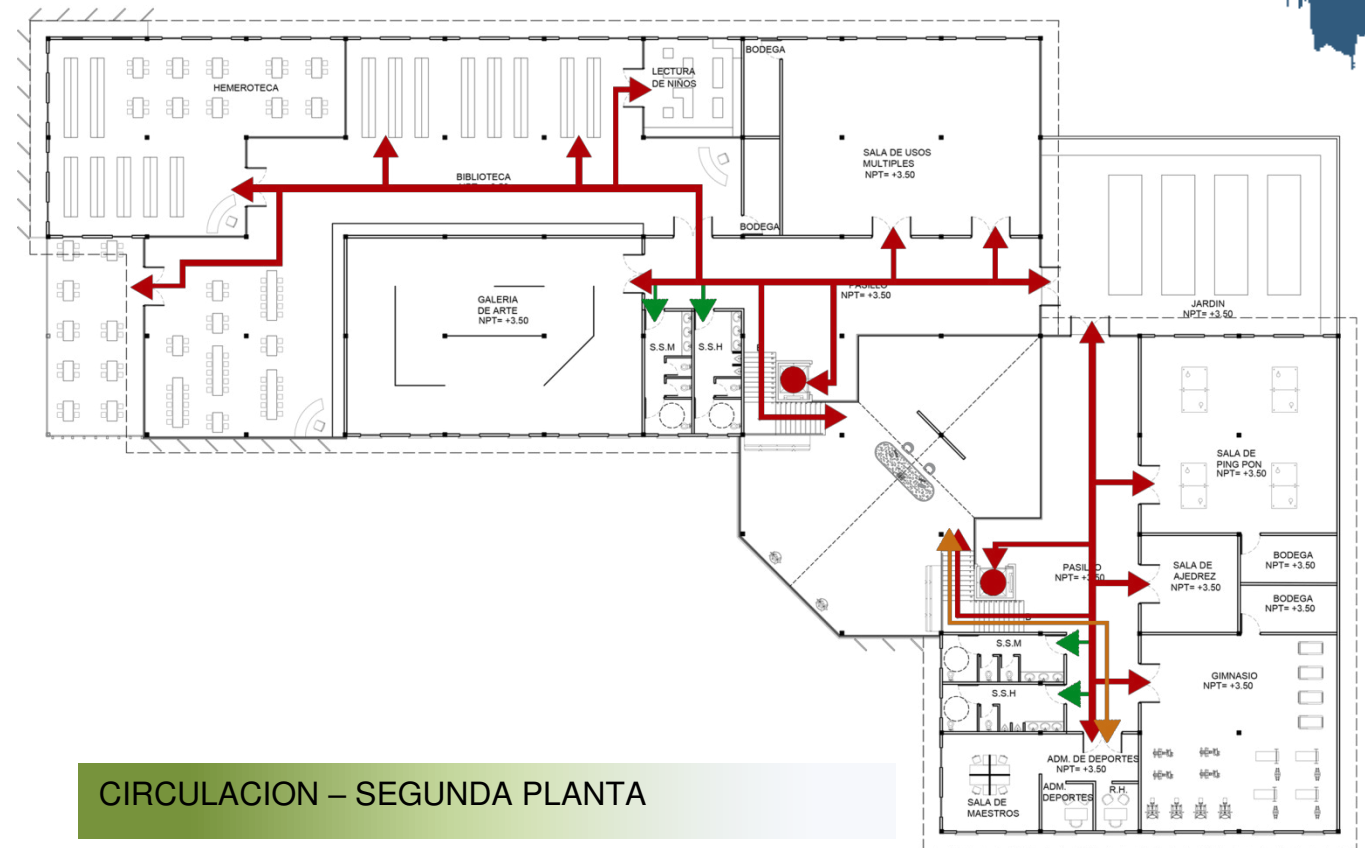 BODEGA
LECTURA
DE NIÑOS
HEMEROTECA
SALA DE USOS
MULTIPLES
NPT= +3.50
BIBLIOTECA
BODEGA
GALERIA
DE ARTE
NPT= +3.50
PASILLO
NPT= +3.50
JARDIN
NPT= +3.50
S.S.M
S.S.H
SALA DE
PING PON
NPT= +3.50
PASILLO
NPT= +3.50
SALA DE
AJEDREZ
NPT= +3.50
BODEGA
NPT= +3.50
BODEGA
NPT= +3.50
S.S.M
S.S.H
GIMNASIO
NPT= +3.50
ADM. DE DEPORTES
NPT= +3.50
ADM.
DEPORTES
R.H.
SALA DE
MAESTROS
CIRCULACION – SEGUNDA PLANTA